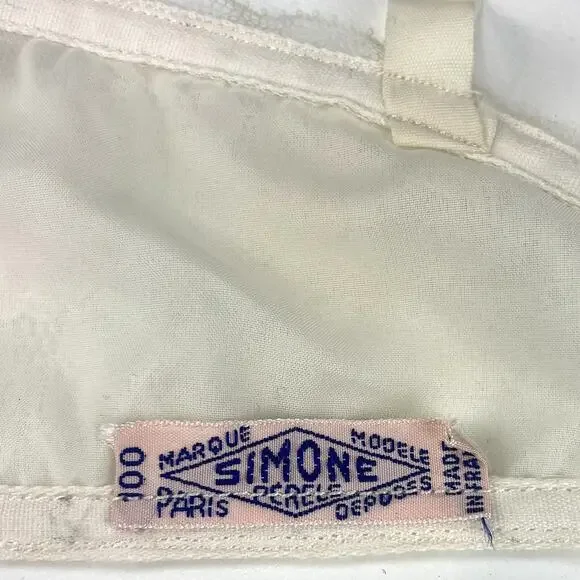 100
MARQUE MODELE
SIMONE
PERELE
PARIS DEPOSES
MADE
IN FRA